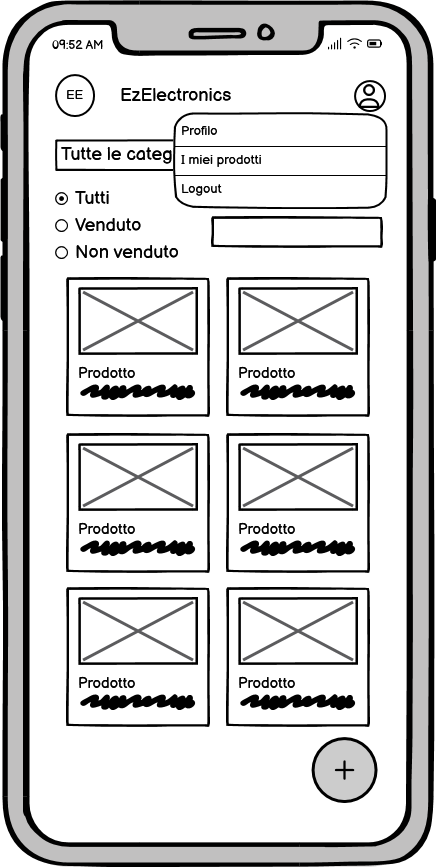 09:52 AM
EE
EzElectronics
Profilo
Tutte le categ
I miei prodotti
Logout
Tutti
Venduto
Non venduto
Prodotto
Prodotto
Prodotto
Prodotto
Prodotto
Prodotto